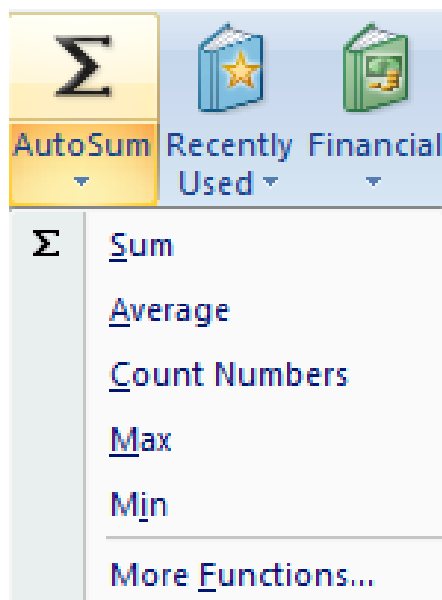 Σ
AutoSum Recently Financial
Used
Σ Sum
Average
Count Numbers
Max
Min
More Functions...